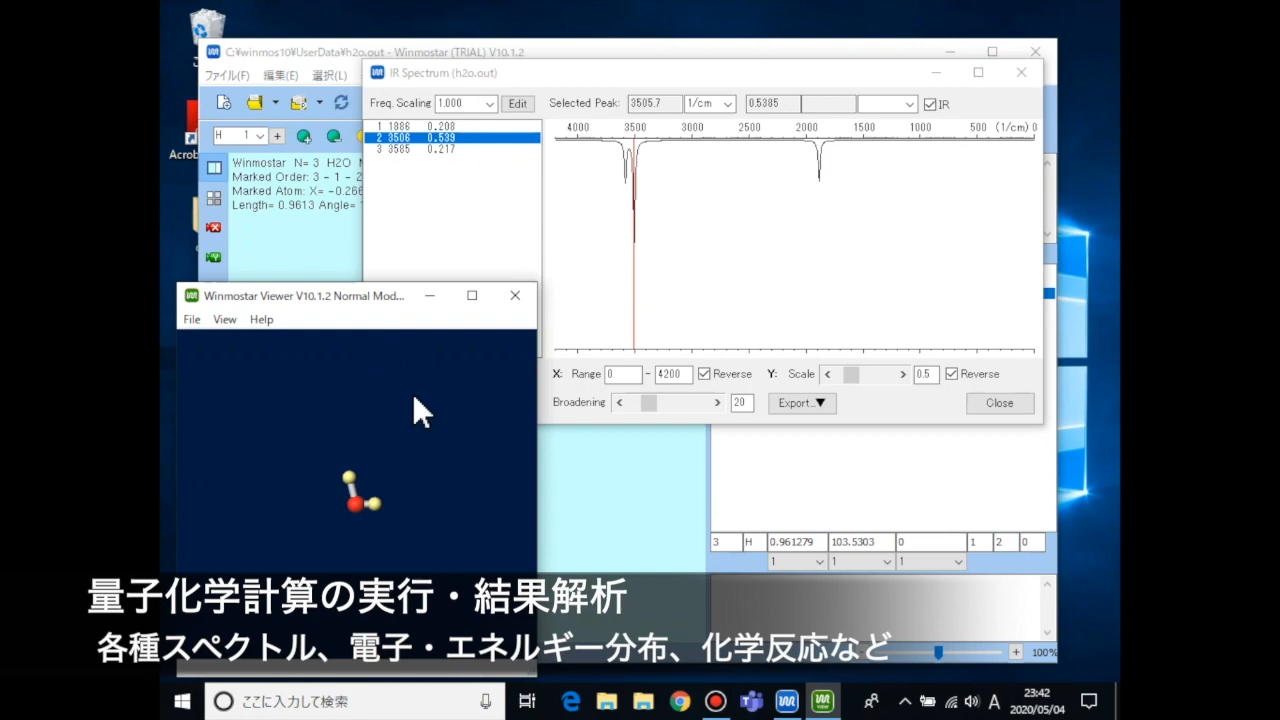 C:¥winmos10¥UserData¥h2o.out - Winmostar (TRIAL) V10.1.2
ファイル(F) 編集(E) 選択(L)
IR Spectrum (h2o.out)
Freq. Scaling 1.000 Edit Selected Peak: 3505.7 1/cm 0.5385 IR
H 1 +
1 1886 0.208
2 3506 0.539
3 3585 0.217
4000 3500 3000 2500 2000 1500 1000 500 (1/cm) 0
Acrob
Winmostar N= 3 H2O
Marked Order: 3 - 1 - 2
Marked Atom: X= -0.266
Length= 0.9613 Angle=
Winmostar Viewer V10.1.2 Normal Mod...
File View Help
X: Range 0 - 4200 Reverse Y: Scale < > 0.5 Reverse
Broadening < > 20 Export...▼ Close
3 H 0.961279 103.5303 0 1 2 0
1 1 1
量子化学計算の実行・結果解析
各種スペクトル、電子・エネルギー分布、化学反応など
+ 100%
ここに入力して検索
A
23:42
2020/05/04